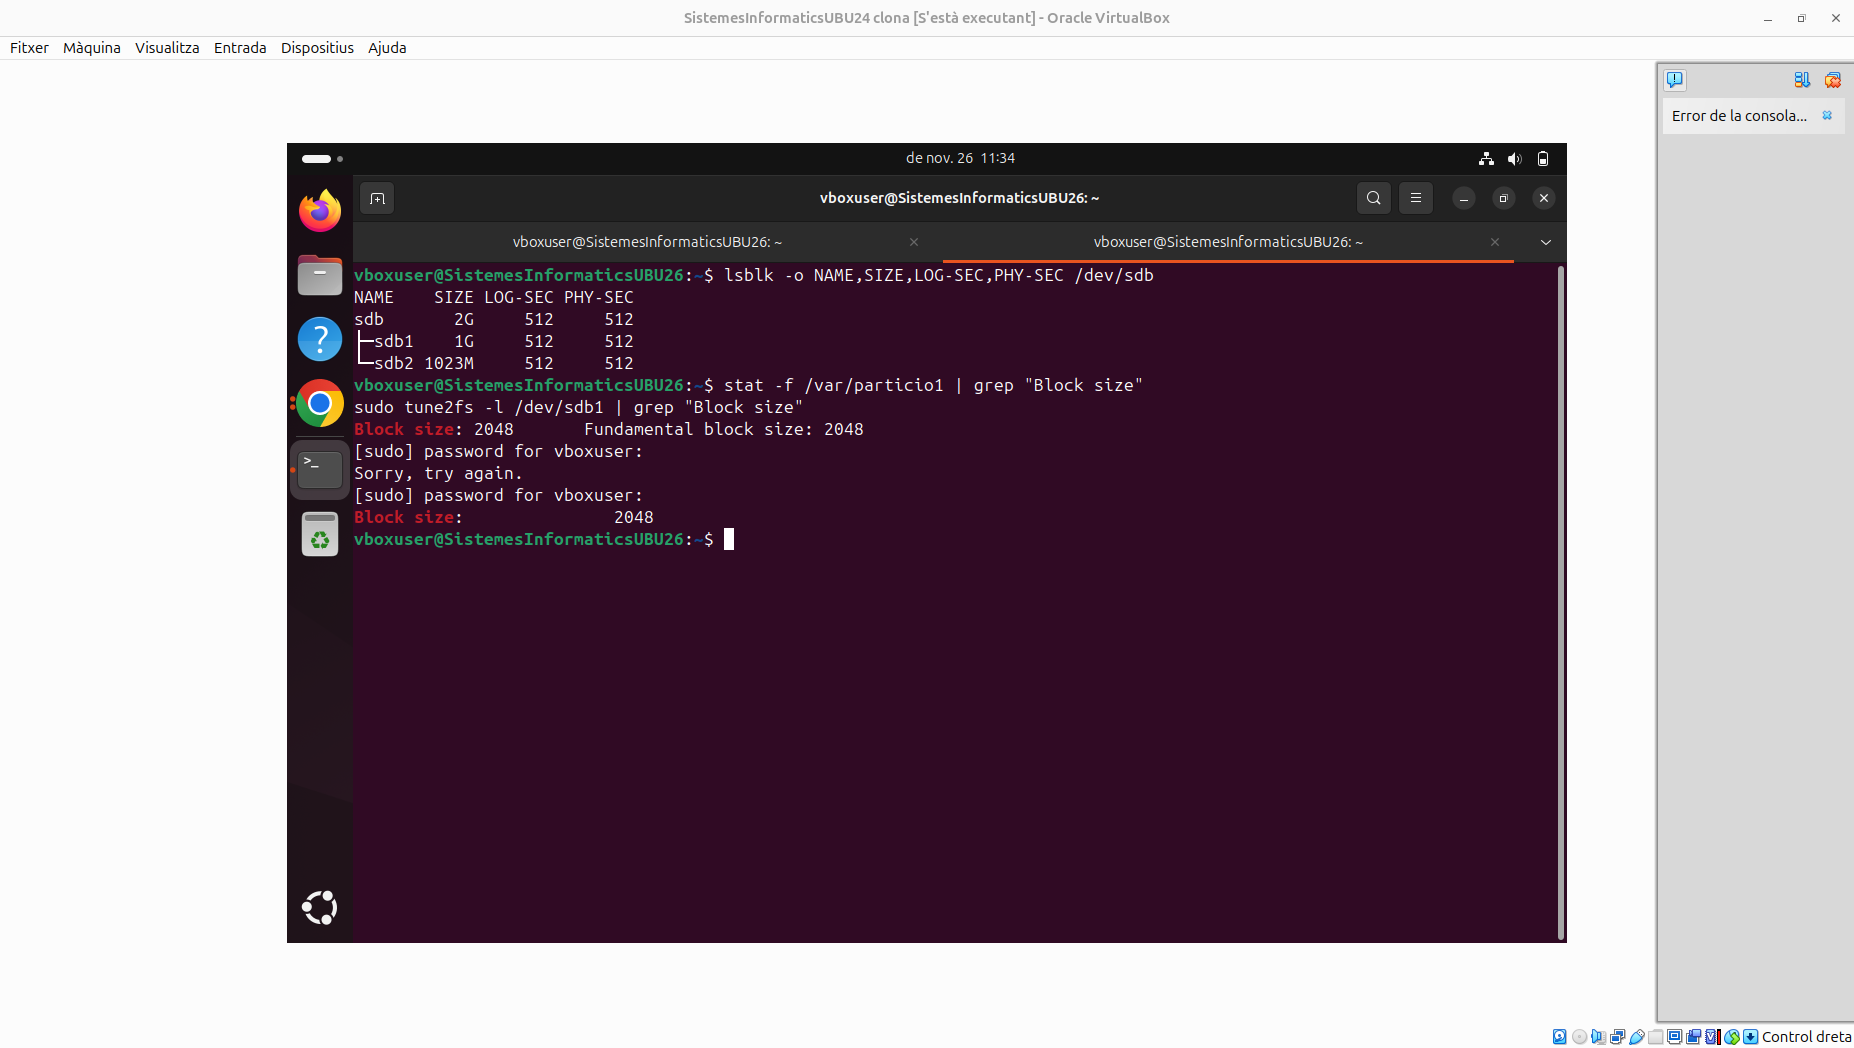 SistemesInformaticsUBU24 clona [S'està executant] - Oracle VirtualBox
Fitxer Màquina Visualitza Entrada Dispositius Ajuda
Error de la consola...
de nov. 26 11:34
vboxuser@SistemesInformaticsUBU26: ~
vboxuser@SistemesInformaticsUBU26: ~ vboxuser@SistemesInformaticsUBU26: ~
vboxuser@SistemesInformaticsUBU26:~$ lsblk -o NAME,SIZE,LOG-SEC,PHY-SEC /dev/sdb
NAME    SIZE LOG-SEC PHY-SEC
sdb       2G     512     512
├─sdb1    1G     512     512
└─sdb2 1023M     512     512
vboxuser@SistemesInformaticsUBU26:~$ stat -f /var/particio1 | grep "Block size"
sudo tune2fs -l /dev/sdb1 | grep "Block size"
Block size: 2048       Fundamental block size: 2048
[sudo] password for vboxuser:
Sorry, try again.
[sudo] password for vboxuser:
Block size:               2048
vboxuser@SistemesInformaticsUBU26:~$
Control dreta